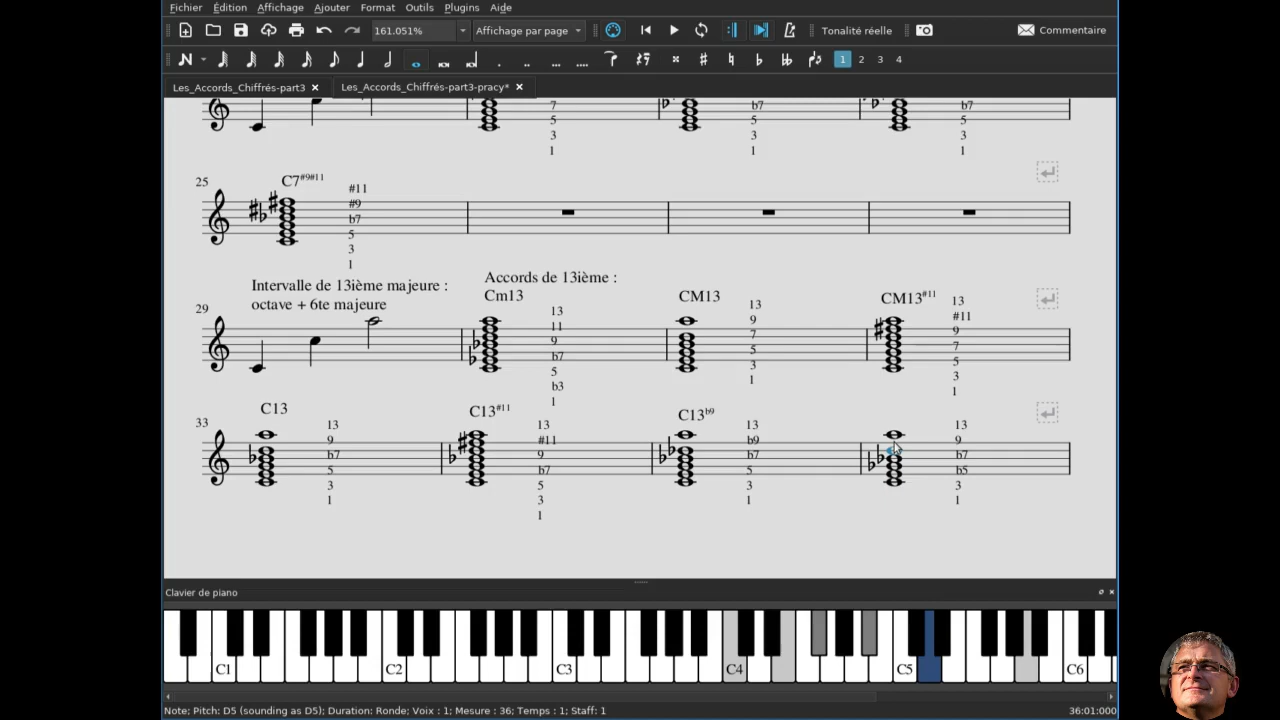 Fichier Édition Affichage Ajouter Format Outils Plugins Aide
161.051% Affichage par page Tonalité réelle Commentaire
1 2 3 4
Les_Accords_Chiffrés-part3 Les_Accords_Chiffrés-part3-pracy*
7 b7 b7
5 5 5
3 3 3
1 1 1
25 C7#9#11
#11
#9
b7
5
3
1
Intervalle de 13ième majeure :
octave + 6te majeure
Accords de 13ième :
29
Cm13
13
11
9
b7
5
b3
1
CM13
13
9
7
5
3
1
CM13#11
13
#11
9
7
5
3
1
33
C13
13
9
b7
5
3
1
C13#11
13
#11
9
b7
5
3
1
C13b9
13
b9
b7
5
3
1
13
9
b7
b5
3
1
Clavier de piano
C1 C2 C3 C4 C5 C6
Note; Pitch: D5 (sounding as D5); Duration: Ronde; Voix : 1; Mesure : 36; Temps : 1; Staff: 1 36:01:000